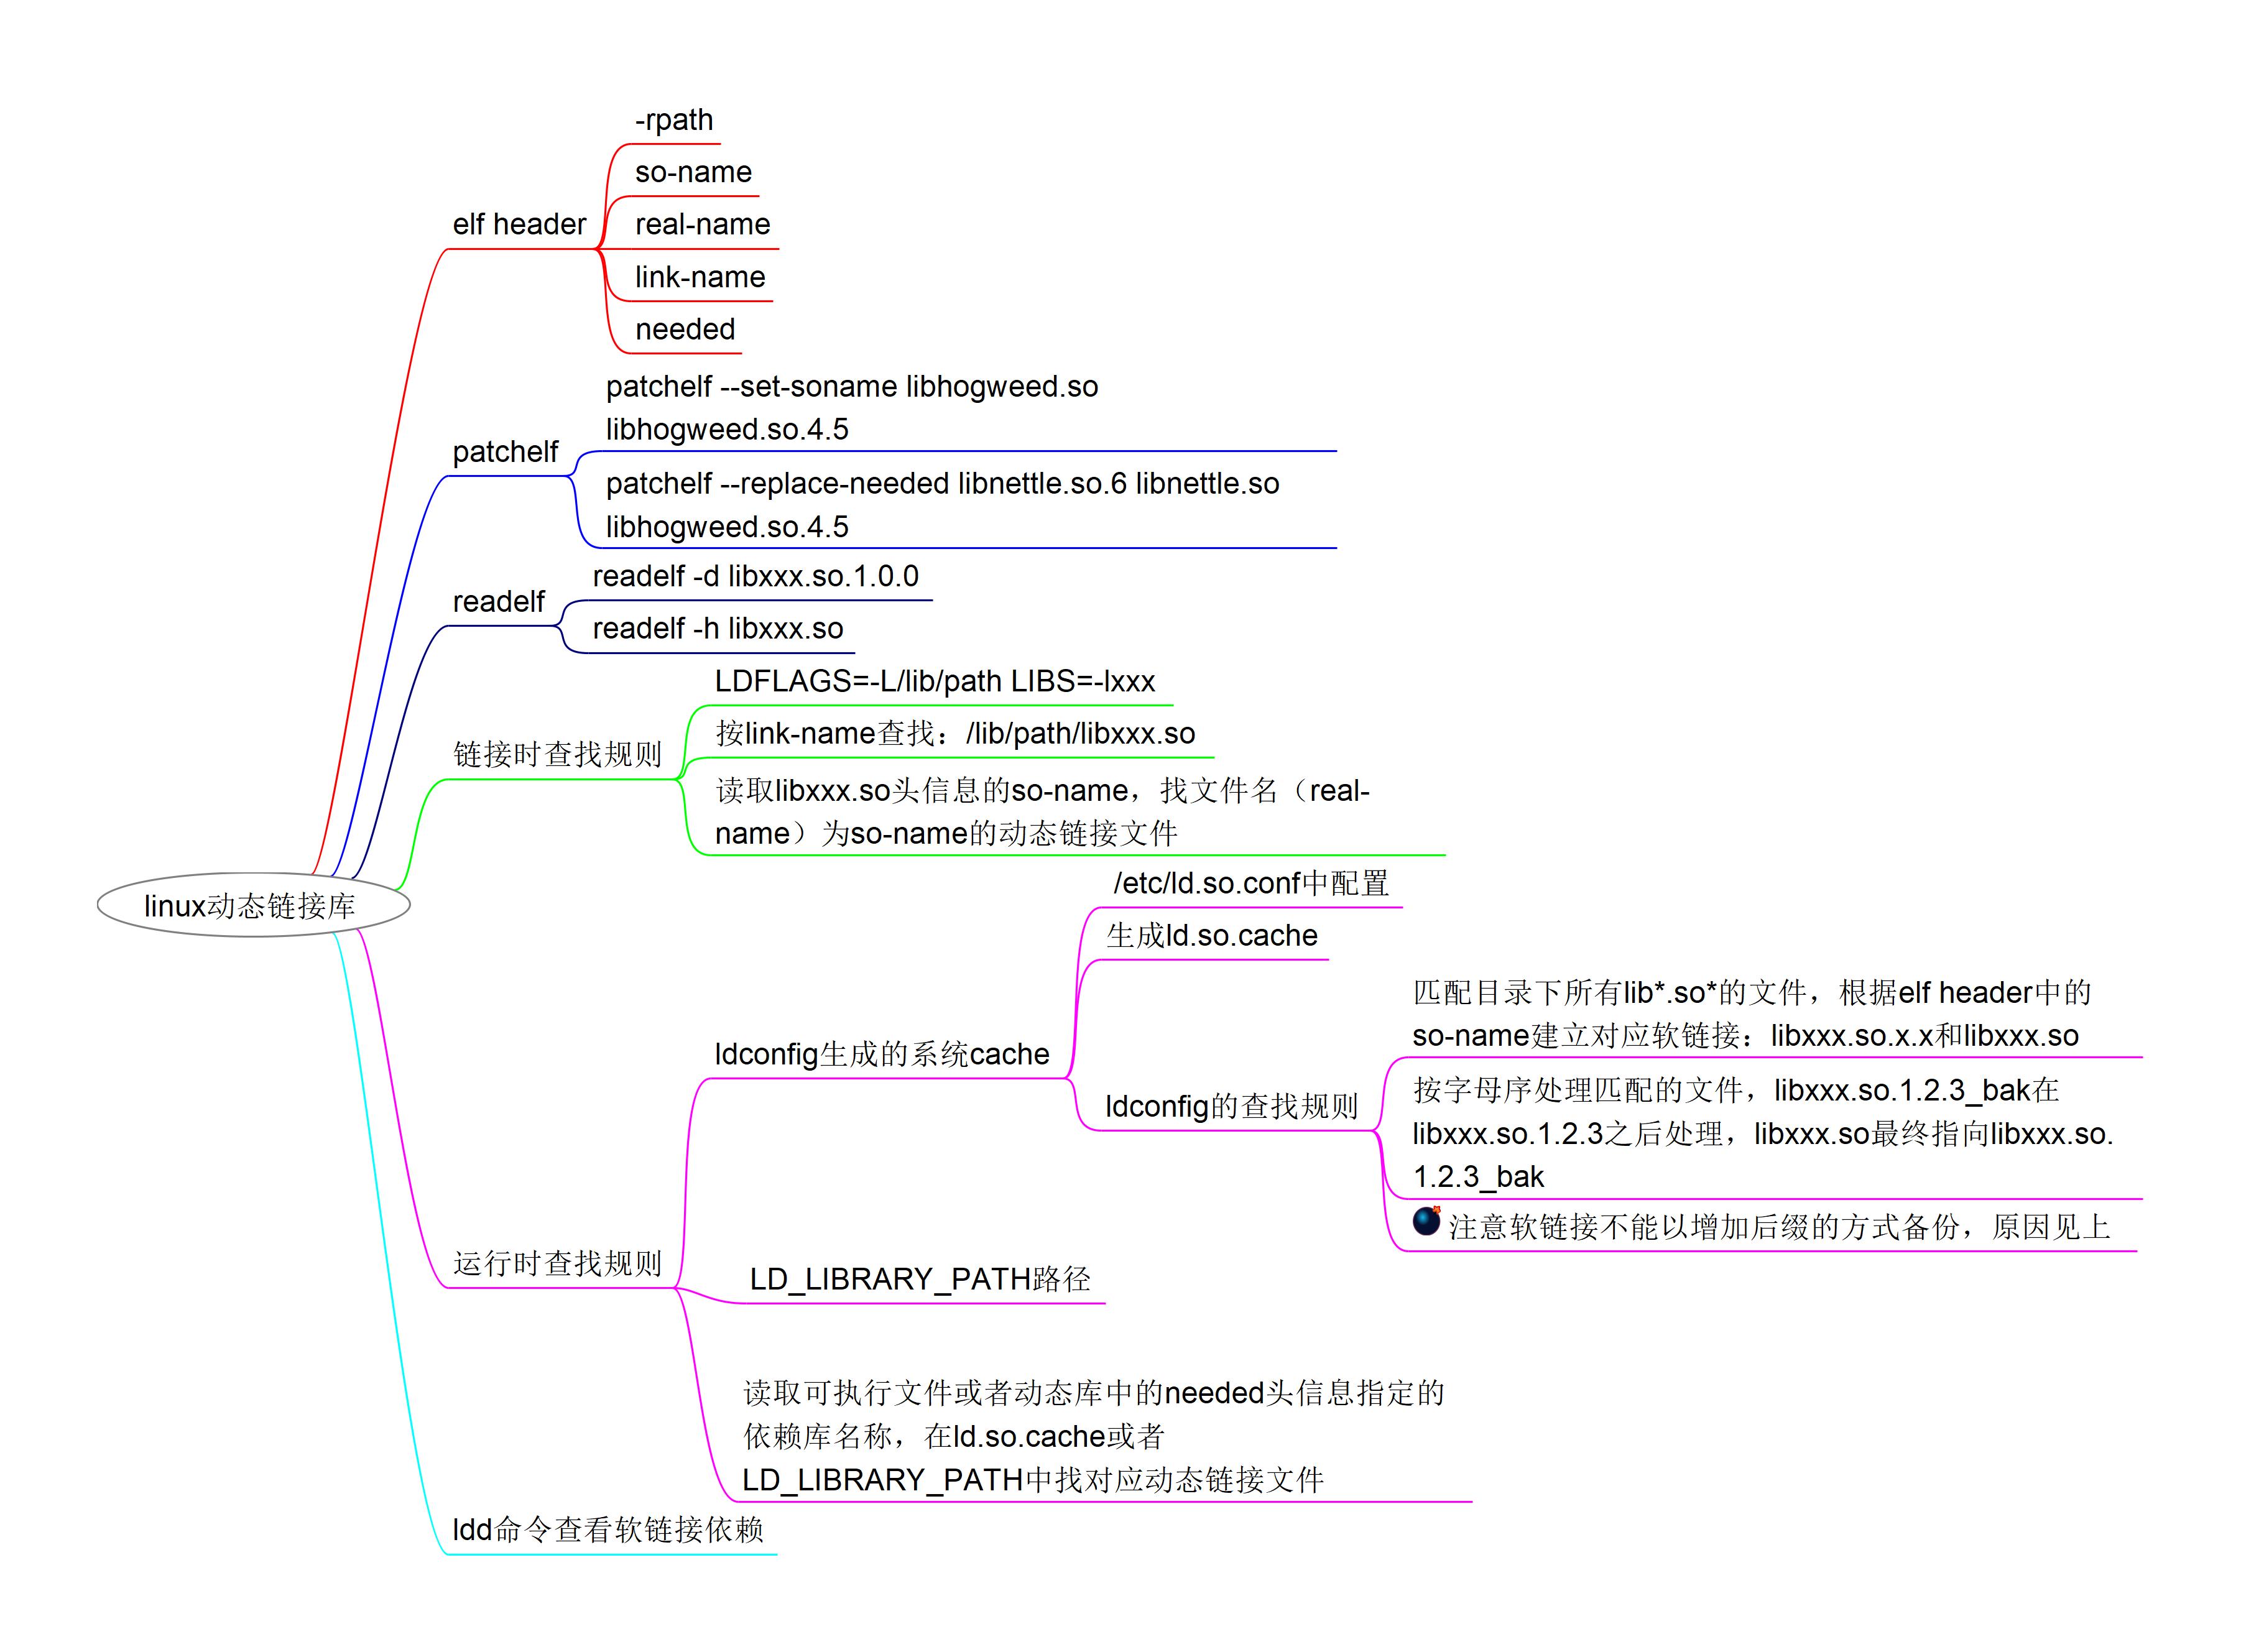 -rpath
so-name
elf header
real-name
link-name
needed
patchelf
patchelf --set-soname libhogweed.so
libhogweed.so.4.5
patchelf --replace-needed libnettle.so.6 libnettle.so
libhogweed.so.4.5
readelf
readelf -d libxxx.so.1.0.0
readelf -h libxxx.so
链接时查找规则
LDFLAGS=-L/lib/path LIBS=-lxxx
按link-name查找：/lib/path/libxxx.so
读取libxxx.so头信息的so-name，找文件名（real-
name）为so-name的动态链接文件
linux动态链接库
运行时查找规则
ldconfig生成的系统cache
/etc/ld.so.conf中配置
生成ld.so.cache
ldconfig的查找规则
匹配目录下所有lib*.so*的文件，根据elf header中的
so-name建立对应软链接：libxxx.so.x.x和libxxx.so
按字母序处理匹配的文件，libxxx.so.1.2.3_bak在
libxxx.so.1.2.3之后处理，libxxx.so最终指向libxxx.so.
1.2.3_bak
注意软链接不能以增加后缀的方式备份，原因见上
LD_LIBRARY_PATH路径
读取可执行文件或者动态库中的needed头信息指定的
依赖库名称，在ld.so.cache或者
LD_LIBRARY_PATH中找对应动态链接文件
ldd命令查看软链接依赖